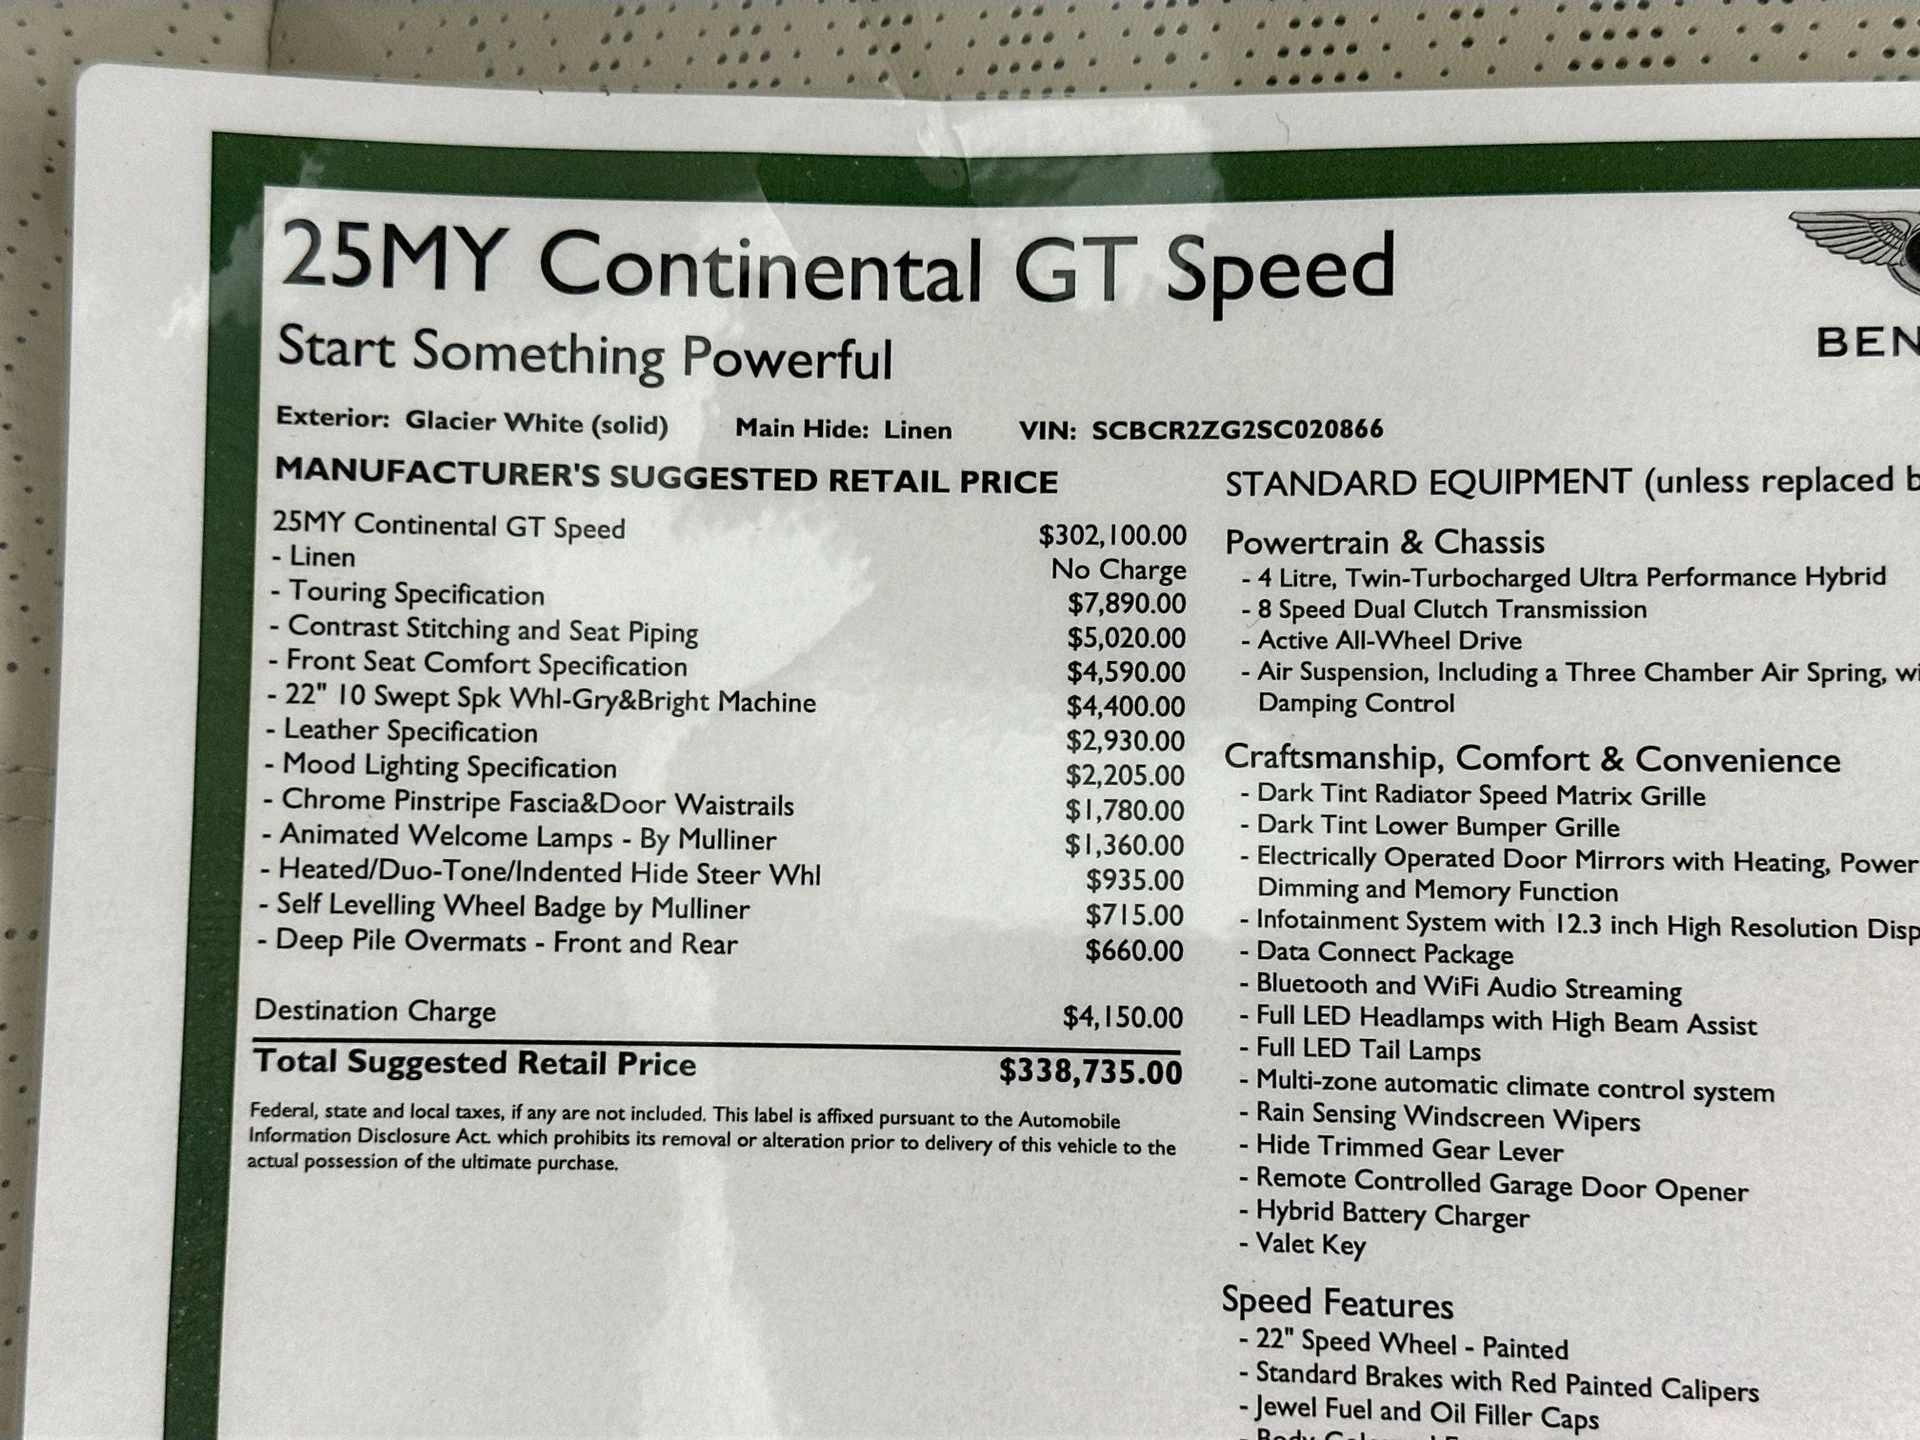 25MY Continental GT Speed
Start Something Powerful
BEN
Exterior: Glacier White (solid) Main Hide: Linen VIN: SCBCR2ZG2SC020866
MANUFACTURER'S SUGGESTED RETAIL PRICE
25MY Continental GT Speed $302,100.00
- Linen No Charge
- Touring Specification $7,890.00
- Contrast Stitching and Seat Piping $5,020.00
- Front Seat Comfort Specification $4,590.00
- 22" 10 Swept Spk Whl-Gry&Bright Machine $4,400.00
- Leather Specification $2,930.00
- Mood Lighting Specification $2,205.00
- Chrome Pinstripe Fascia&Door Waistrails $1,780.00
- Animated Welcome Lamps - By Mulliner $1,360.00
- Heated/Duo-Tone/Indented Hide Steer Whl $935.00
- Self Levelling Wheel Badge by Mulliner $715.00
- Deep Pile Overmats - Front and Rear $660.00
Destination Charge $4,150.00
Total Suggested Retail Price $338,735.00
Federal, state and local taxes, if any are not included. This label is affixed pursuant to the Automobile
Information Disclosure Act. which prohibits its removal or alteration prior to delivery of this vehicle to the
actual possession of the ultimate purchase.
STANDARD EQUIPMENT (unless replaced b
Powertrain & Chassis
- 4 Litre, Twin-Turbocharged Ultra Performance Hybrid
- 8 Speed Dual Clutch Transmission
- Active All-Wheel Drive
- Air Suspension, Including a Three Chamber Air Spring, wi
Damping Control
Craftsmanship, Comfort & Convenience
- Dark Tint Radiator Speed Matrix Grille
- Dark Tint Lower Bumper Grille
- Electrically Operated Door Mirrors with Heating, Power
Dimming and Memory Function
- Infotainment System with 12.3 inch High Resolution Disp
- Data Connect Package
- Bluetooth and WiFi Audio Streaming
- Full LED Headlamps with High Beam Assist
- Full LED Tail Lamps
- Multi-zone automatic climate control system
- Rain Sensing Windscreen Wipers
- Hide Trimmed Gear Lever
- Remote Controlled Garage Door Opener
- Hybrid Battery Charger
- Valet Key
Speed Features
- 22" Speed Wheel - Painted
- Standard Brakes with Red Painted Calipers
- Jewel Fuel and Oil Filler Caps